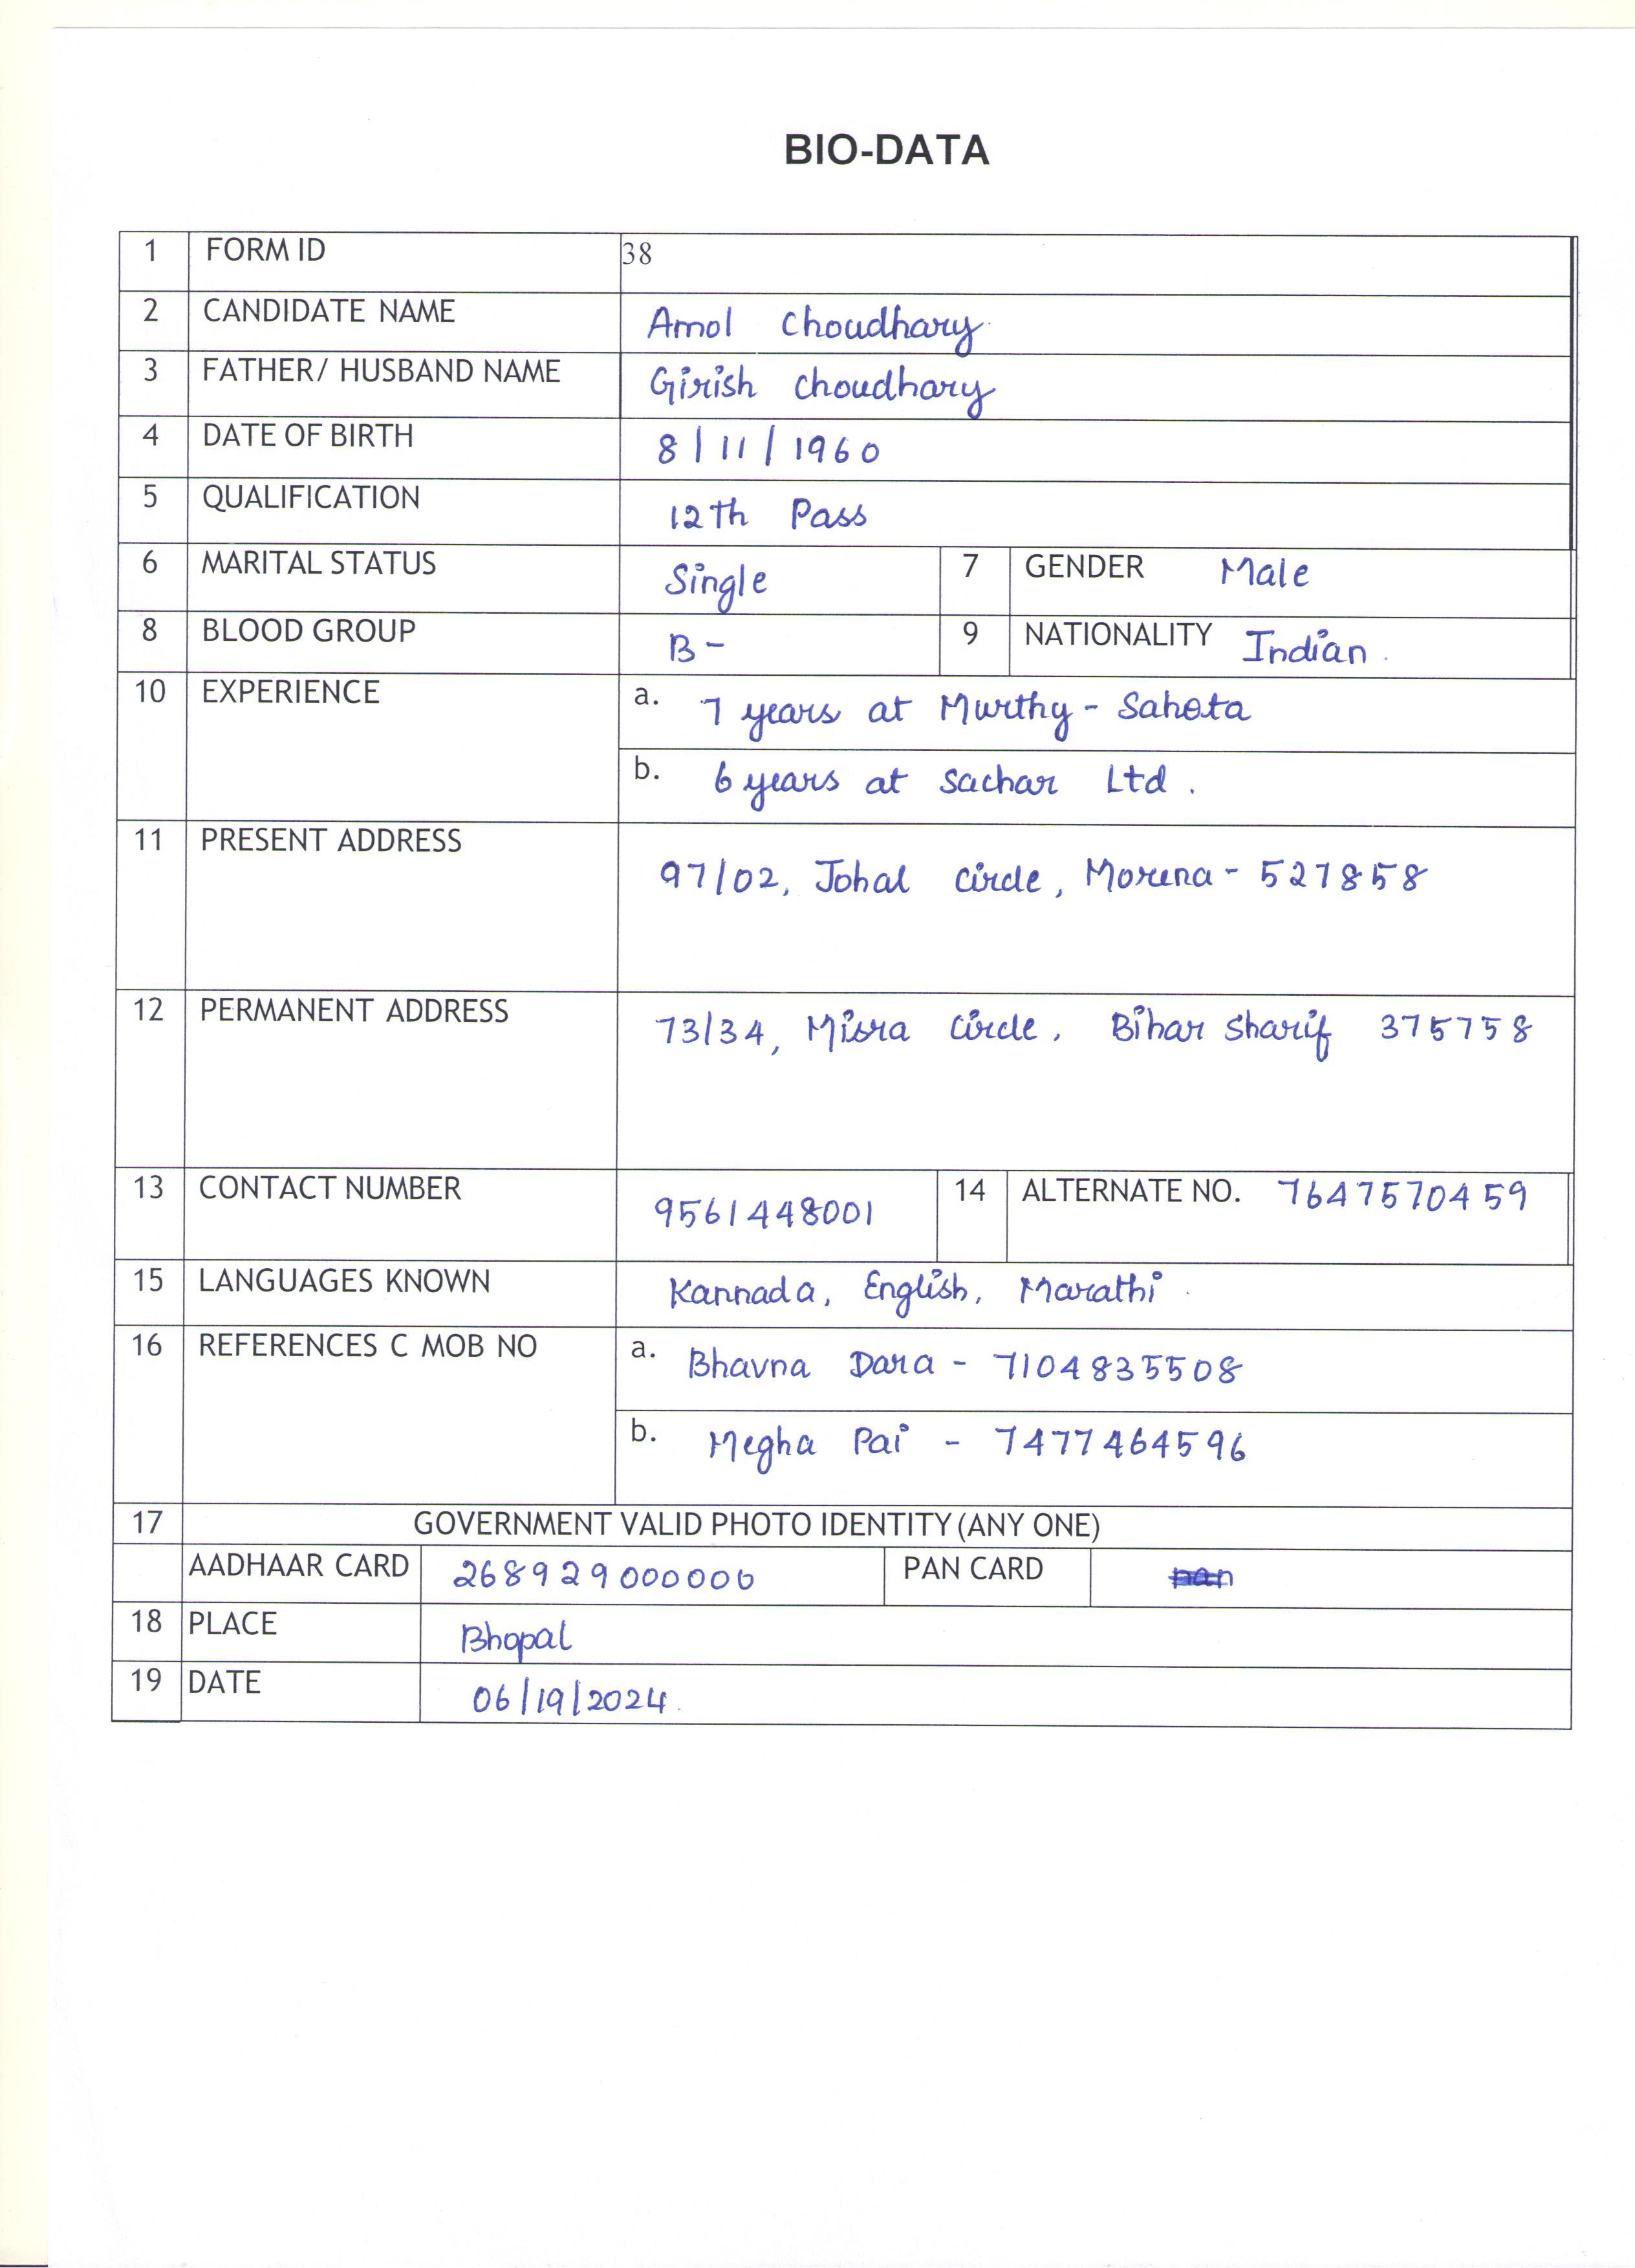 BIO-DATA
1 FORM ID 38
2 CANDIDATE NAME Amol Choudhary
3 FATHER/ HUSBAND NAME Girish Choudhary
4 DATE OF BIRTH 8/11/1960
5 QUALIFICATION 12th Pass
6 MARITAL STATUS Single 7 GENDER Male
8 BLOOD GROUP B- 9 NATIONALITY Indian.
10 EXPERIENCE a. 7 years at Murthy-Sahota
b. 6 years at Sachar Ltd.
11 PRESENT ADDRESS 97/02, Johal Circle, Morena-527858
12 PERMANENT ADDRESS 73/34, Misra Circle, Bihar Sharif 375758
13 CONTACT NUMBER 9561448001 14 ALTERNATE NO. 7647570459
15 LANGUAGES KNOWN Kannada, English, Marathi.
16 REFERENCES C MOB NO a. Bhavna Dara - 7104835508
b. Megha Pai - 7477464596
17 GOVERNMENT VALID PHOTO IDENTITY (ANY ONE)
AADHAAR CARD 268929000000 PAN CARD
18 PLACE Bhopal
19 DATE 06/19/2024.